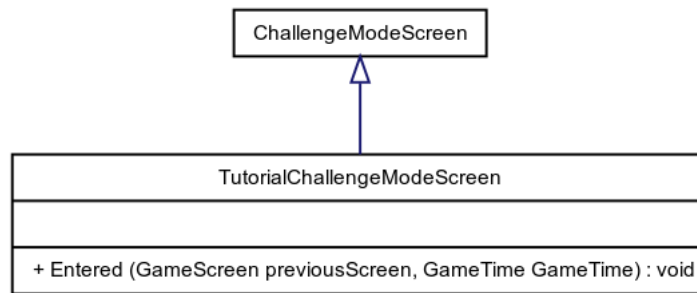 ChallengeModeScreen
TutorialChallengeModeScreen
+ Entered (GameScreen previousScreen, GameTime GameTime) : void